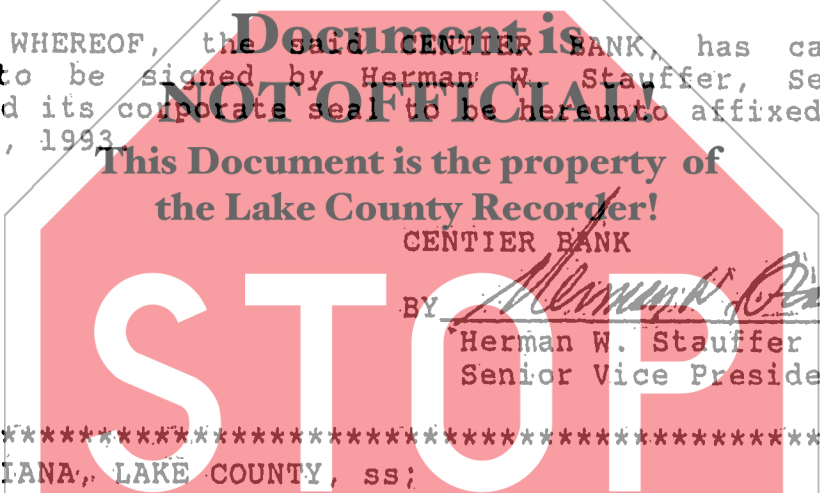 Document is
WHEREOF, the said CENTIER BANK, has ca
to be signed by Herman W. Stauffer, Se
NOT OFFICIAL!
d its corporate seal to be hereunto affixed
, 1993
This Document is the property of
the Lake County Recorder!
CENTIER BANK
BY
Herman W. Stauffer
Senior Vice Preside
STOP
*******************************************
IANA, LAKE COUNTY, ss;